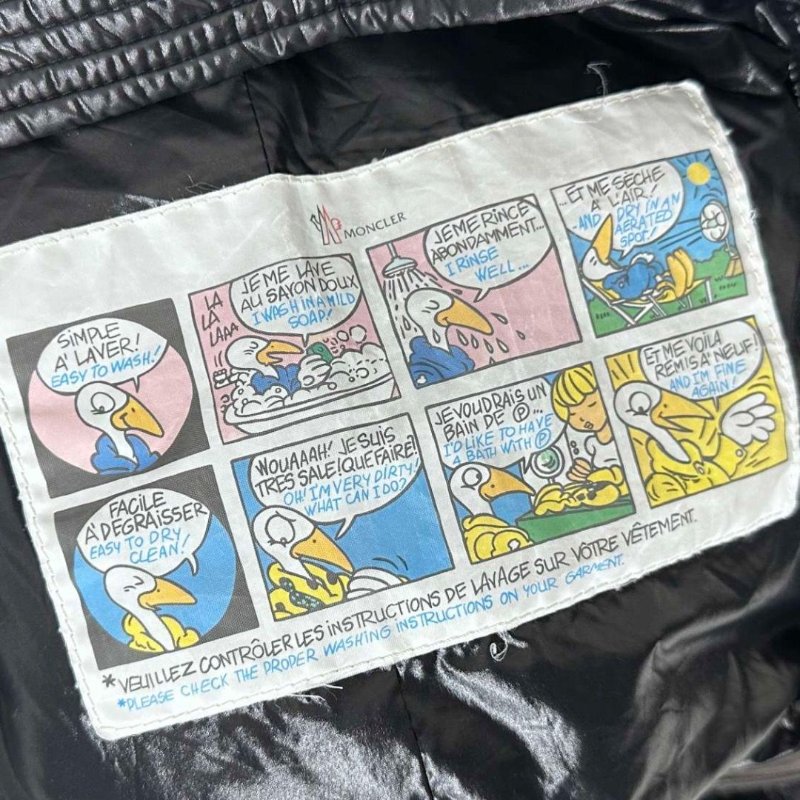 MONCLER
SIMPLE
A' LAVER!
EASY TO WASH!
LA
LA
LAAA
JE ME LAVE
AU SAVON DOUX
I WASH IN A MILD
SOAP!
JE ME RINCE
ABONDAMMENT...
I RINSE
WELL...
...ET ME SÈCHE
A' L'AIR!
-AND DRY IN AN
AERATED
SPOT!
FACILE
A' DEGRAISSER
EASY TO DRY
CLEAN!
WOUAAAH! JE SUIS
TRES SALE! QUE FAIRE?
OH! I'M VERY DIRTY!
WHAT CAN I DO?
JE VOUDRAIS UN
BAIN DE Ⓟ...
I'D LIKE TO HAVE
A BATH WITH Ⓟ
ET ME VOILA
REMIS A' NEUF!
AND I'M FINE
AGAIN!
*VEUILLEZ CONTRÔLER LES INSTRUCTIONS DE LAVAGE SUR VÔTRE VÊTEMENT.
*PLEASE CHECK THE PROPER WASHING INSTRUCTIONS ON YOUR GARMENT.